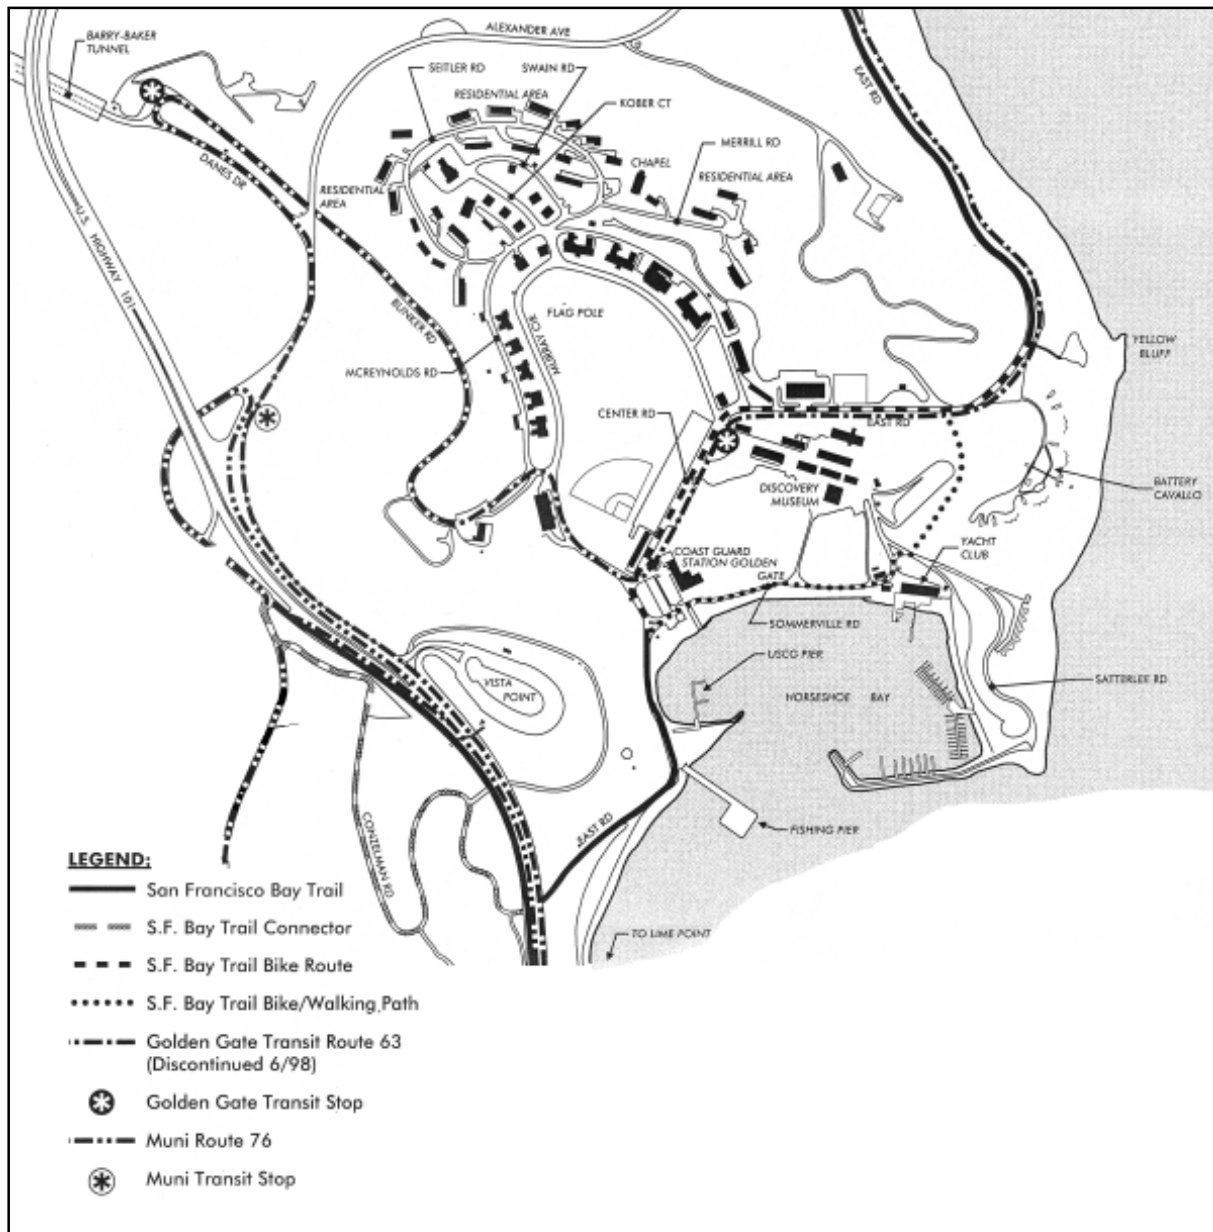 ALEXANDER AVE
BARRY-BAKER
TUNNEL
SEITLER RD
SWAIN RD
RESIDENTIAL AREA
KOBER CT
EAST RD
MERRILL RD
CHAPEL
RESIDENTIAL AREA
DANES DR
RESIDENTIAL
AREA
U.S. HIGHWAY 101
BUNKER RD
FLAG POLE
MURRAY CIR
MCREYNOLDS RD
YELLOW
BLUFF
CENTER RD
EAST RD
DISCOVERY
MUSEUM
BATTERY
CAVALLO
COAST GUARD
STATION GOLDEN
GATE
YACHT
CLUB
SOMMERVILLE RD
USCG PIER
VISTA
POINT
HORSESHOE BAY
SATTERLEE RD
CONZELMAN RD
EAST RD
FISHING PIER
TO LIME POINT
LEGEND:
San Francisco Bay Trail
S.F. Bay Trail Connector
S.F. Bay Trail Bike Route
S.F. Bay Trail Bike/Walking Path
Golden Gate Transit Route 63
(Discontinued 6/98)
Golden Gate Transit Stop
Muni Route 76
Muni Transit Stop